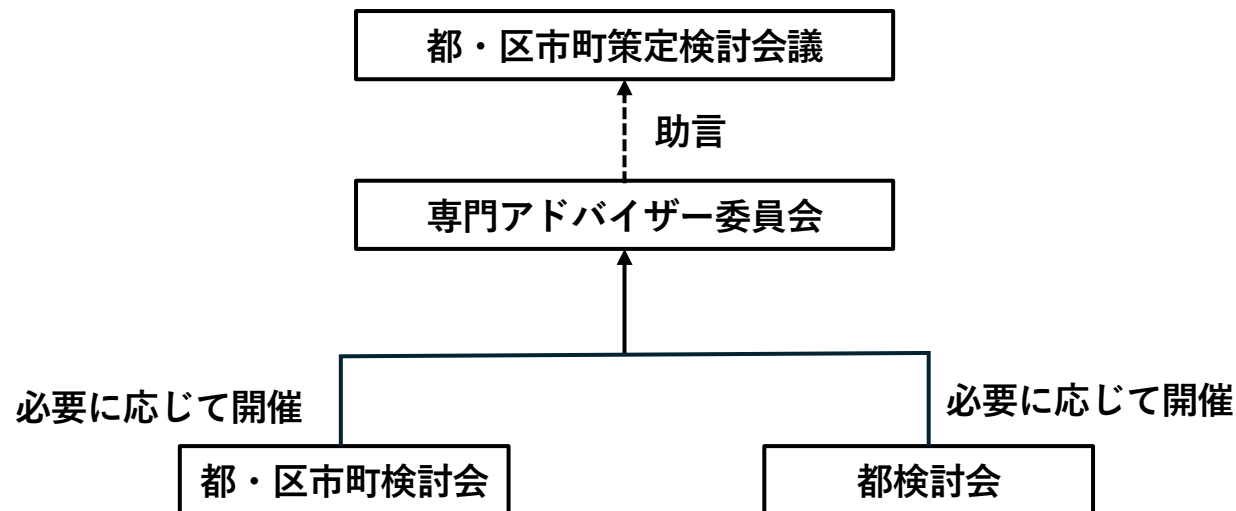 都・区市町策定検討会議
助言
専門アドバイザー委員会
必要に応じて開催
必要に応じて開催
都・区市町検討会
都検討会